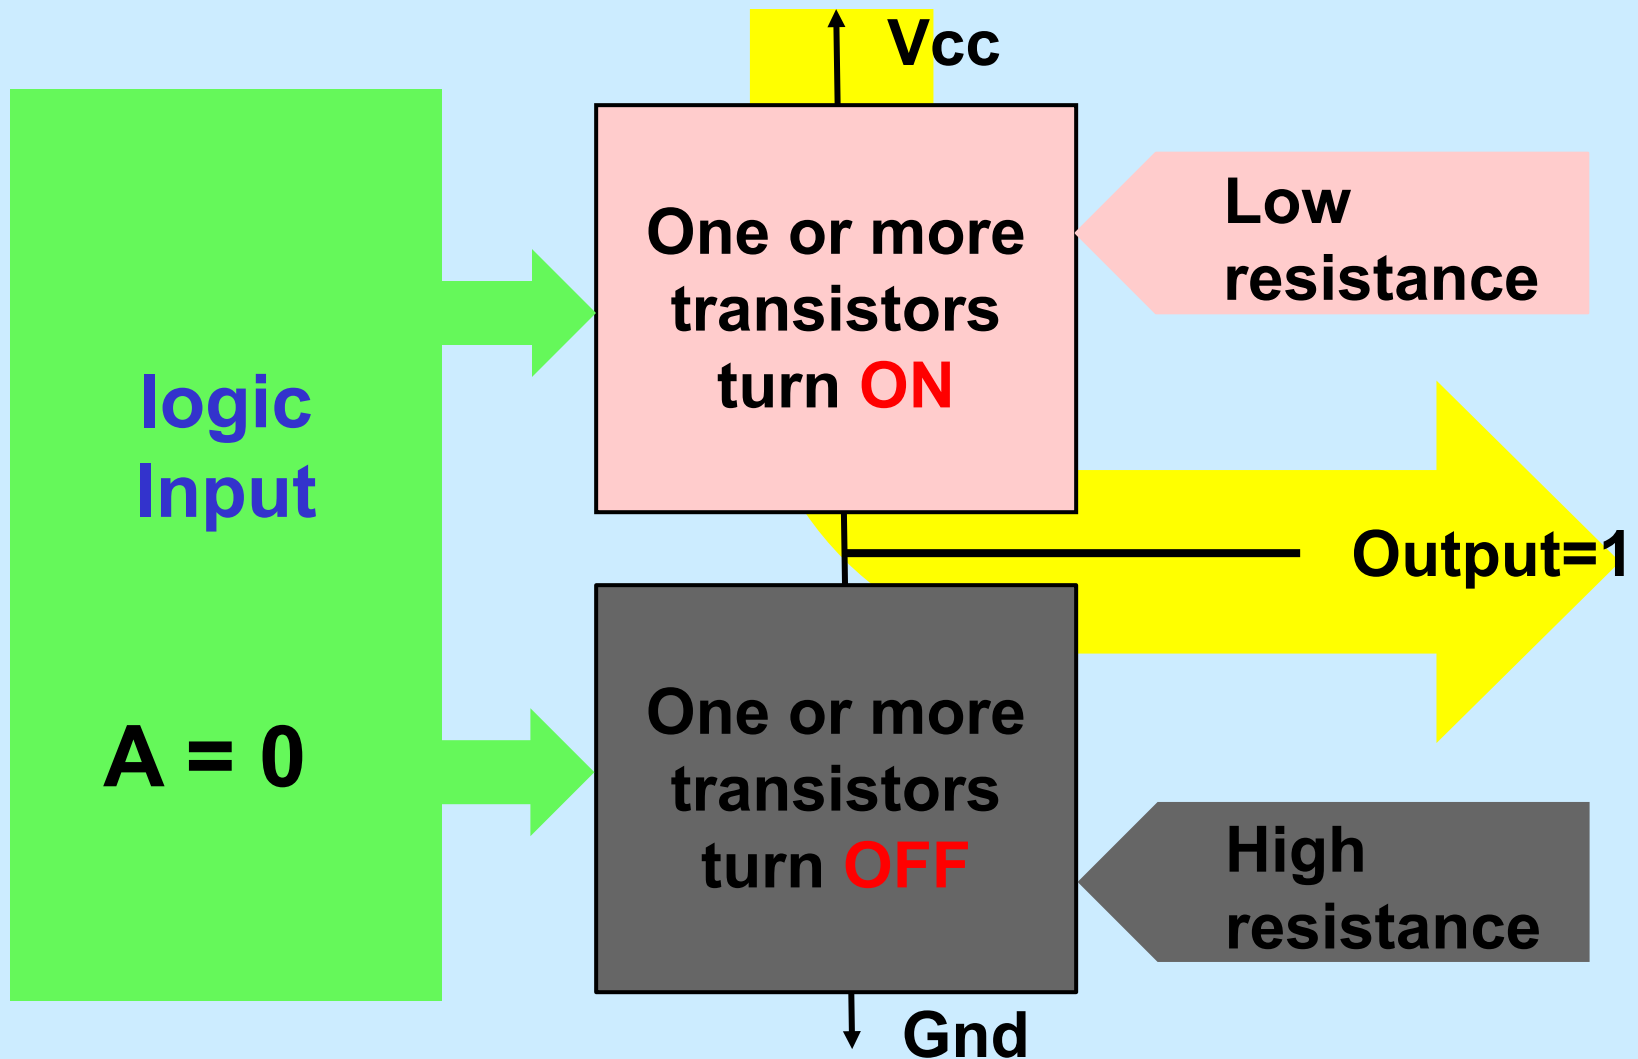 Vcc
One or more
transistors
turn ON
Low
resistance
logic
Input
A = 0
Output=1
One or more
transistors
turn OFF
High
resistance
Gnd